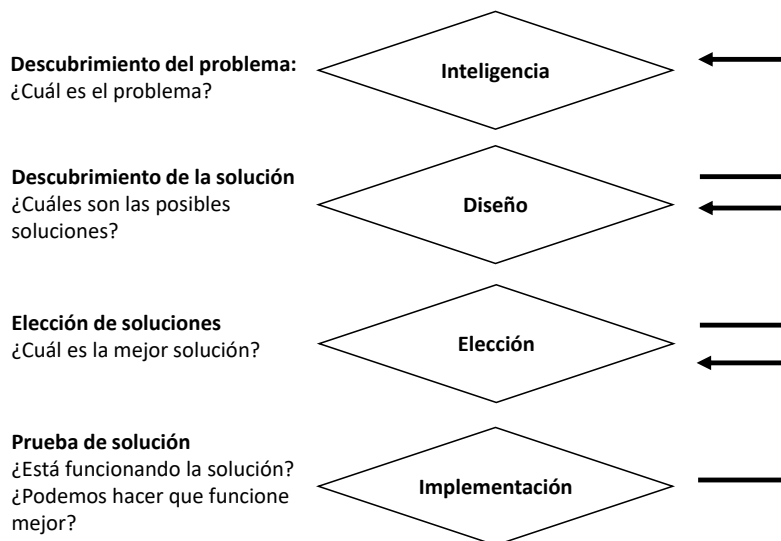 Descubrimiento del problema:
¿Cuál es el problema?
Inteligencia
Descubrimiento de la solución
¿Cuáles son las posibles
soluciones?
Diseño
Elección de soluciones
¿Cuál es la mejor solución?
Elección
Prueba de solución
¿Está funcionando la solución?
¿Podemos hacer que funcione
mejor?
Implementación